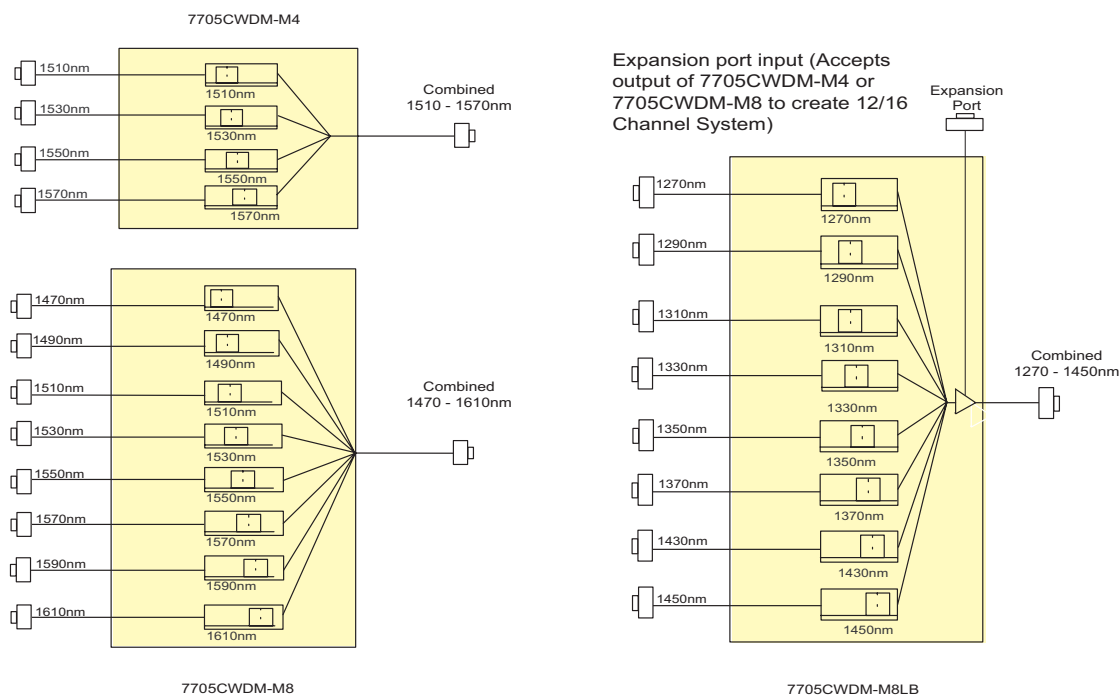 7705CWDM-M4
1510nm
1510nm
1530nm
1530nm
1550nm
1550nm
1570nm
1570nm
Combined
1510 - 1570nm
1470nm
1470nm
1490nm
1490nm
1510nm
1510nm
1530nm
1530nm
1550nm
1550nm
1570nm
1570nm
1590nm
1590nm
1610nm
1610nm
Combined
1470 - 1610nm
7705CWDM-M8
Expansion port input (Accepts
output of 7705CWDM-M4 or
7705CWDM-M8 to create 12/16
Channel System)
Expansion
Port
1270nm
1270nm
1290nm
1290nm
1310nm
1310nm
1330nm
1330nm
1350nm
1350nm
1370nm
1370nm
1430nm
1430nm
1450nm
1450nm
Combined
1270 - 1450nm
7705CWDM-M8LB